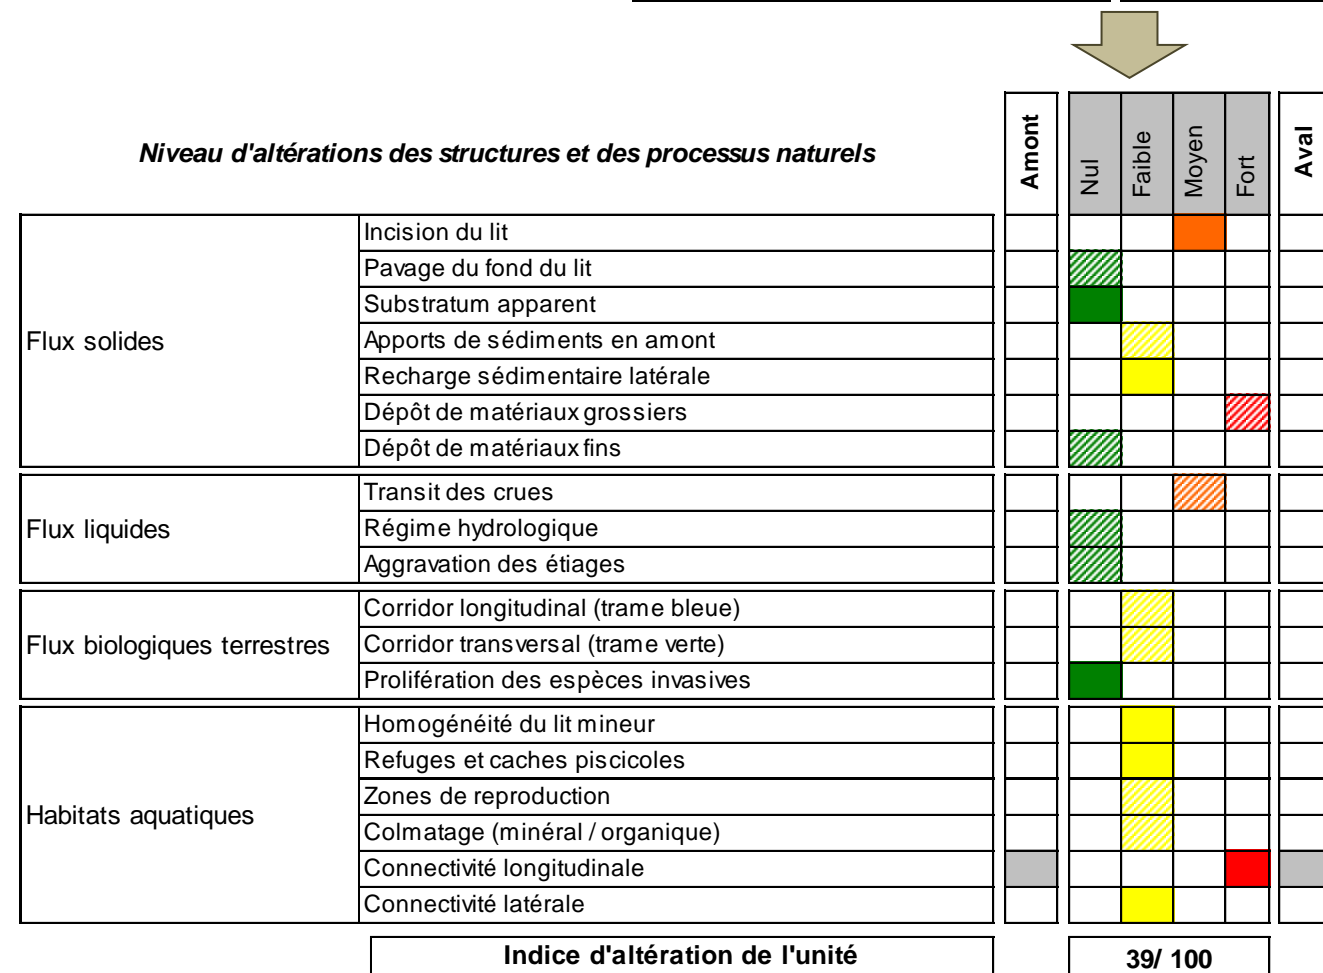 Niveau d'altérations des structures et des processus naturels
Amont
Nul
Faible
Moyen
Fort
Aval
Flux solides
Incision du lit
Pavage du fond du lit
Substratum apparent
Apports de sédiments en amont
Recharge sédimentaire latérale
Dépôt de matériaux grossiers
Dépôt de matériaux fins
Flux liquides
Transit des crues
Régime hydrologique
Aggravation des étiages
Flux biologiques terrestres
Corridor longitudinal (trame bleue)
Corridor transversal (trame verte)
Prolifération des espèces invasives
Habitats aquatiques
Homogénéité du lit mineur
Refuges et caches piscicoles
Zones de reproduction
Colmatage (minéral / organique)
Connectivité longitudinale
Connectivité latérale
Indice d'altération de l'unité
39/ 100